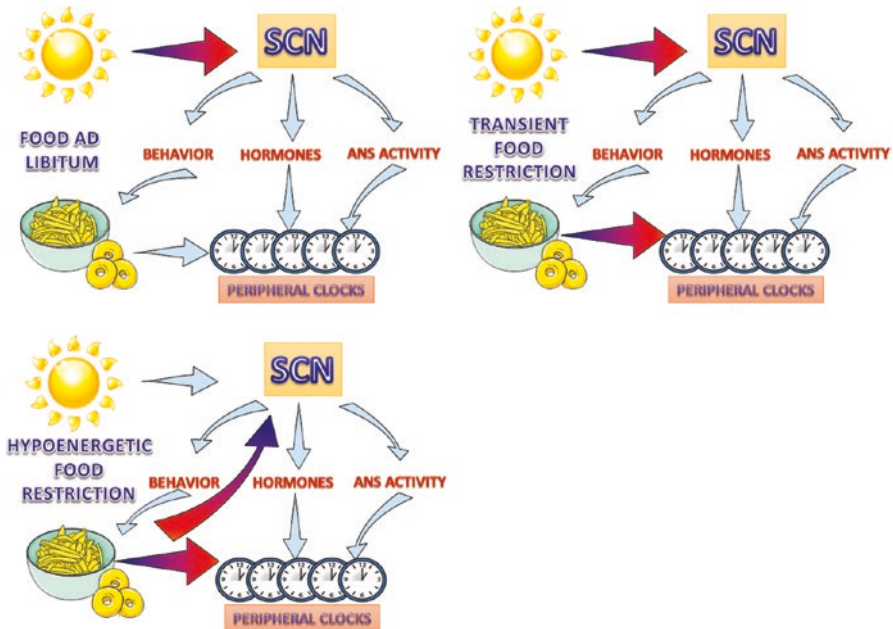 SCN
FOOD AD
LIBITUM
BEHAVIOR
HORMONES
ANS ACTIVITY
PERIPHERAL CLOCKS
SCN
TRANSIENT
FOOD
RESTRICTION
BEHAVIOR
HORMONES
ANS ACTIVITY
PERIPHERAL CLOCKS
SCN
HYPOENERGETIC
FOOD
RESTRICTION
BEHAVIOR
HORMONES
ANS ACTIVITY
PERIPHERAL CLOCKS